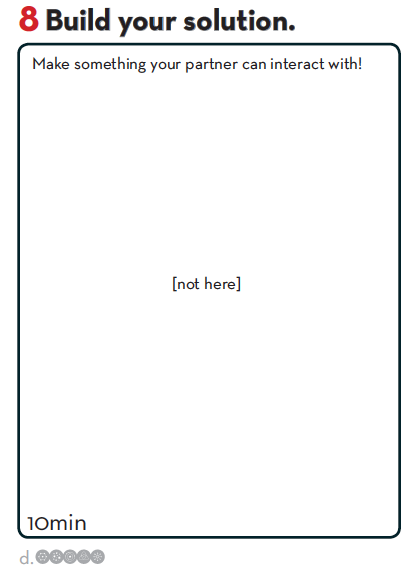 8 Build your solution.
Make something your partner can interact with!
[not here]
10min
d.